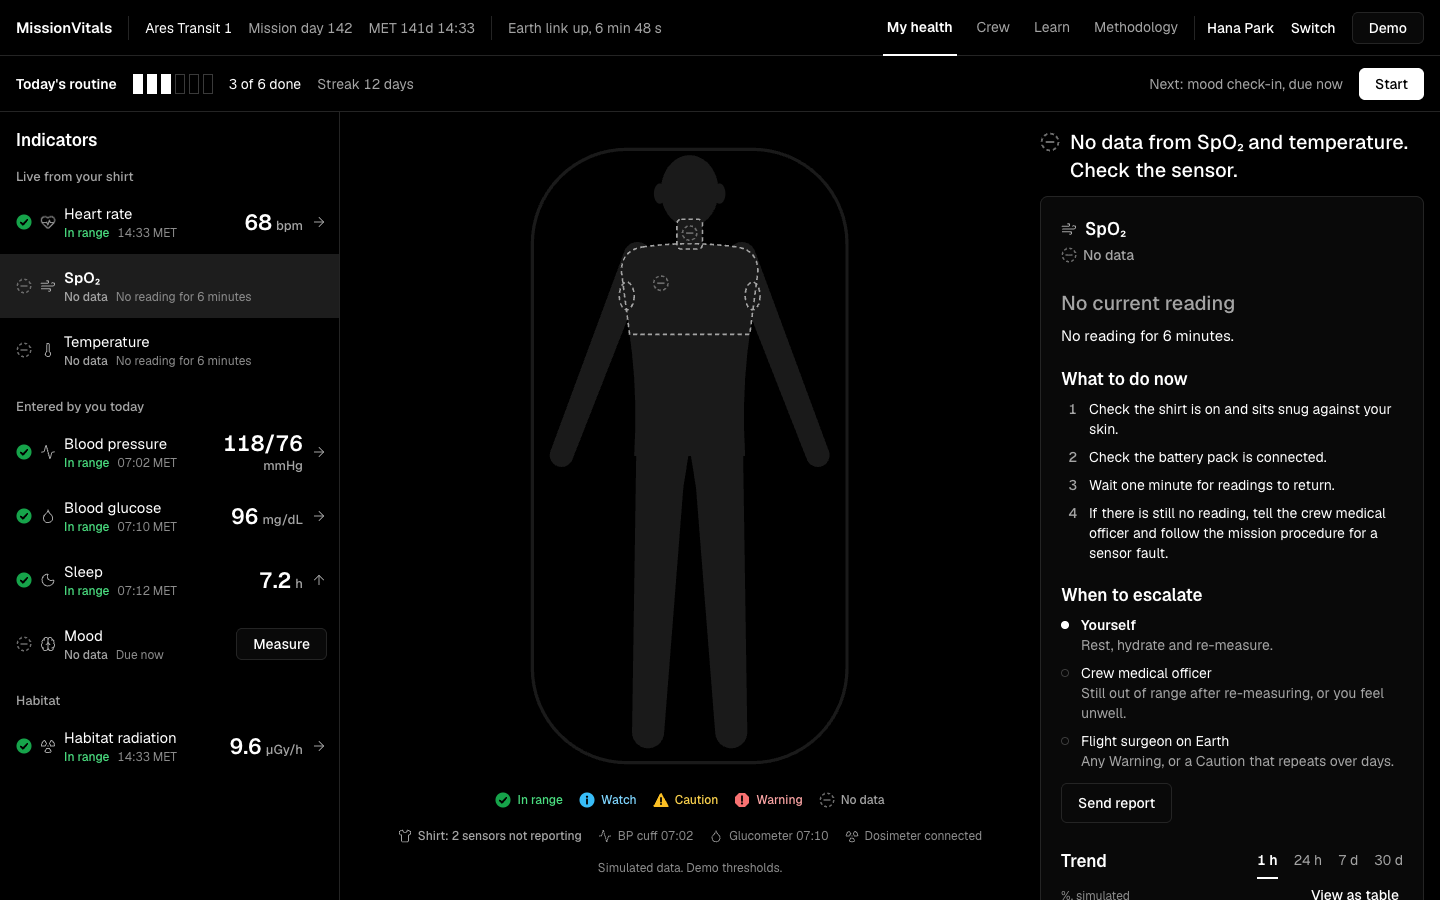 MissionVitals Ares Transit 1 Mission day 142 MET 141d 14:33 Earth link up, 6 min 48 s My health Crew Learn Methodology Hana Park Switch Demo
Today's routine 3 of 6 done Streak 12 days Next: mood check-in, due now Start
Indicators
Live from your shirt
Heart rate
In range 14:33 MET
68 bpm
SpO₂
No data No reading for 6 minutes
Temperature
No data No reading for 6 minutes
Entered by you today
Blood pressure
In range 07:02 MET
118/76
mmHg
Blood glucose
In range 07:10 MET
96 mg/dL
Sleep
In range 07:12 MET
7.2 h
Mood
No data Due now
Measure
Habitat
Habitat radiation
In range 14:33 MET
9.6 µGy/h
In range Watch Caution Warning No data
Shirt: 2 sensors not reporting BP cuff 07:02 Glucometer 07:10 Dosimeter connected
Simulated data. Demo thresholds.
No data from SpO₂ and temperature.
Check the sensor.
SpO₂
No data
No current reading
No reading for 6 minutes.
What to do now
1 Check the shirt is on and sits snug against your
skin.
2 Check the battery pack is connected.
3 Wait one minute for readings to return.
4 If there is still no reading, tell the crew medical
officer and follow the mission procedure for a
sensor fault.
When to escalate
Yourself
Rest, hydrate and re-measure.
Crew medical officer
Still out of range after re-measuring, or you feel
unwell.
Flight surgeon on Earth
Any Warning, or a Caution that repeats over days.
Send report
Trend 1 h 24 h 7 d 30 d
%, simulated View as table